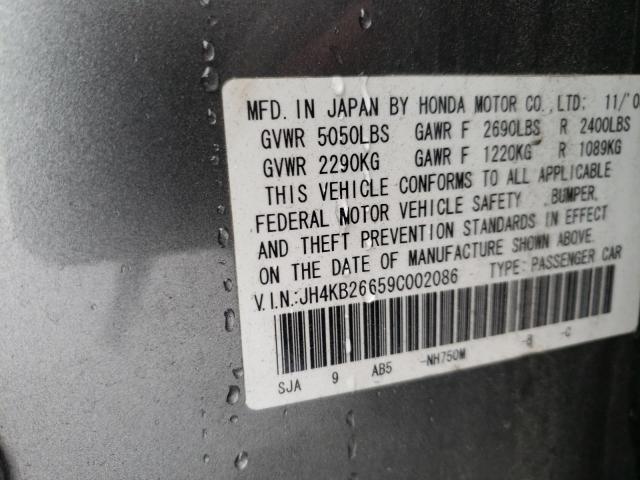 MFD. IN JAPAN BY HONDA MOTOR CO., LTD: 11/'0
GVWR 5050LBS GAWR F 2690LBS R 2400LBS
GVWR 2290KG GAWR F 1220KG R 1089KG
THIS VEHICLE CONFORMS TO ALL APPLICABLE
FEDERAL MOTOR VEHICLE SAFETY, BUMPER,
AND THEFT PREVENTION STANDARDS IN EFFECT
ON THE DATE OF MANUFACTURE SHOWN ABOVE.
V.I.N.:JH4KB26659C002086 TYPE: PASSENGER CAR
SJA 9 AB5 -NH750M -B -C